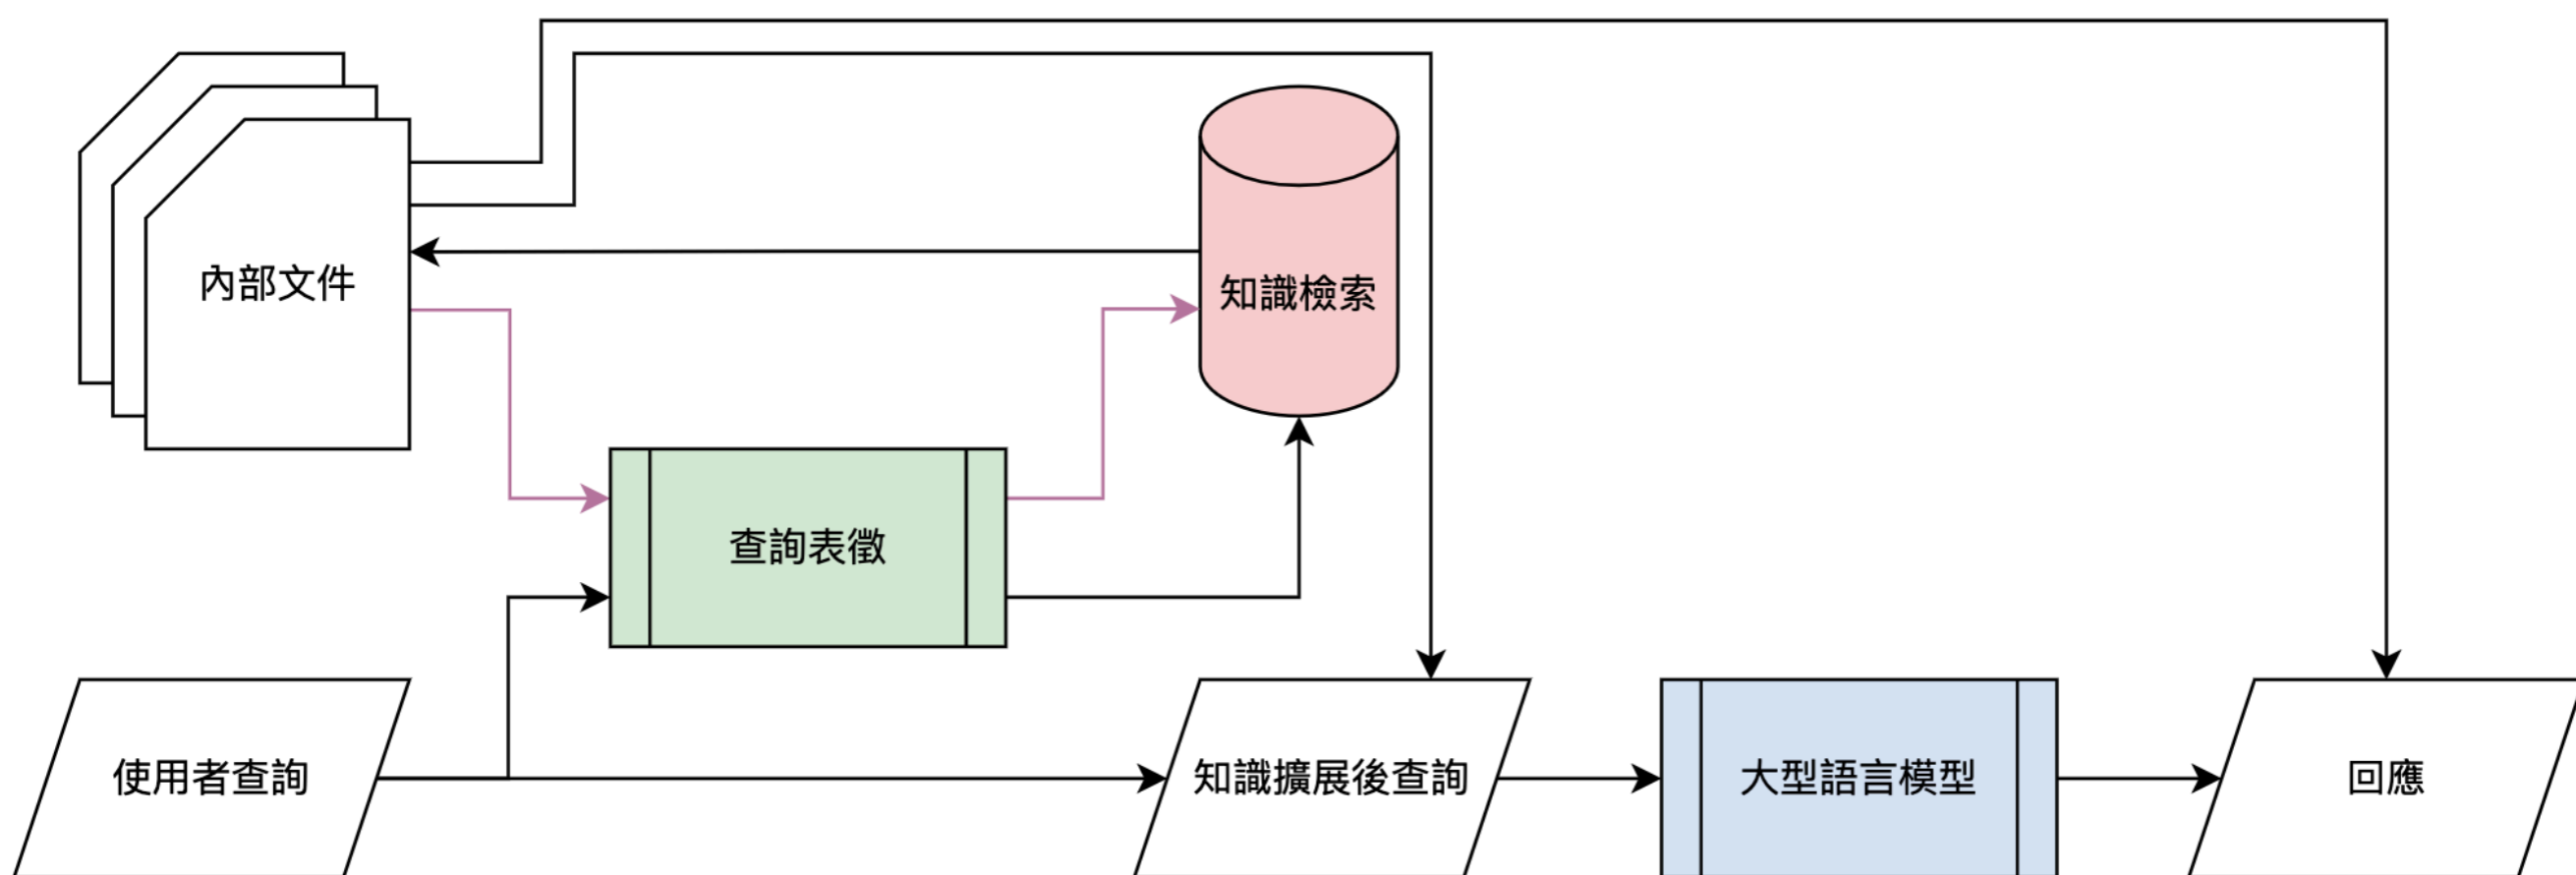 內部文件
知識檢索
查詢表徵
使用者查詢
知識擴展後查詢
大型語言模型
回應